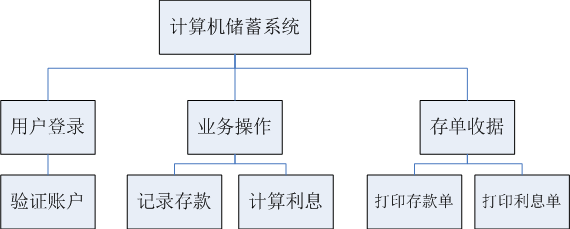 计算机储蓄系统
用户登录
业务操作
存单收据
验证账户
记录存款
计算利息
打印存款单
打印利息单